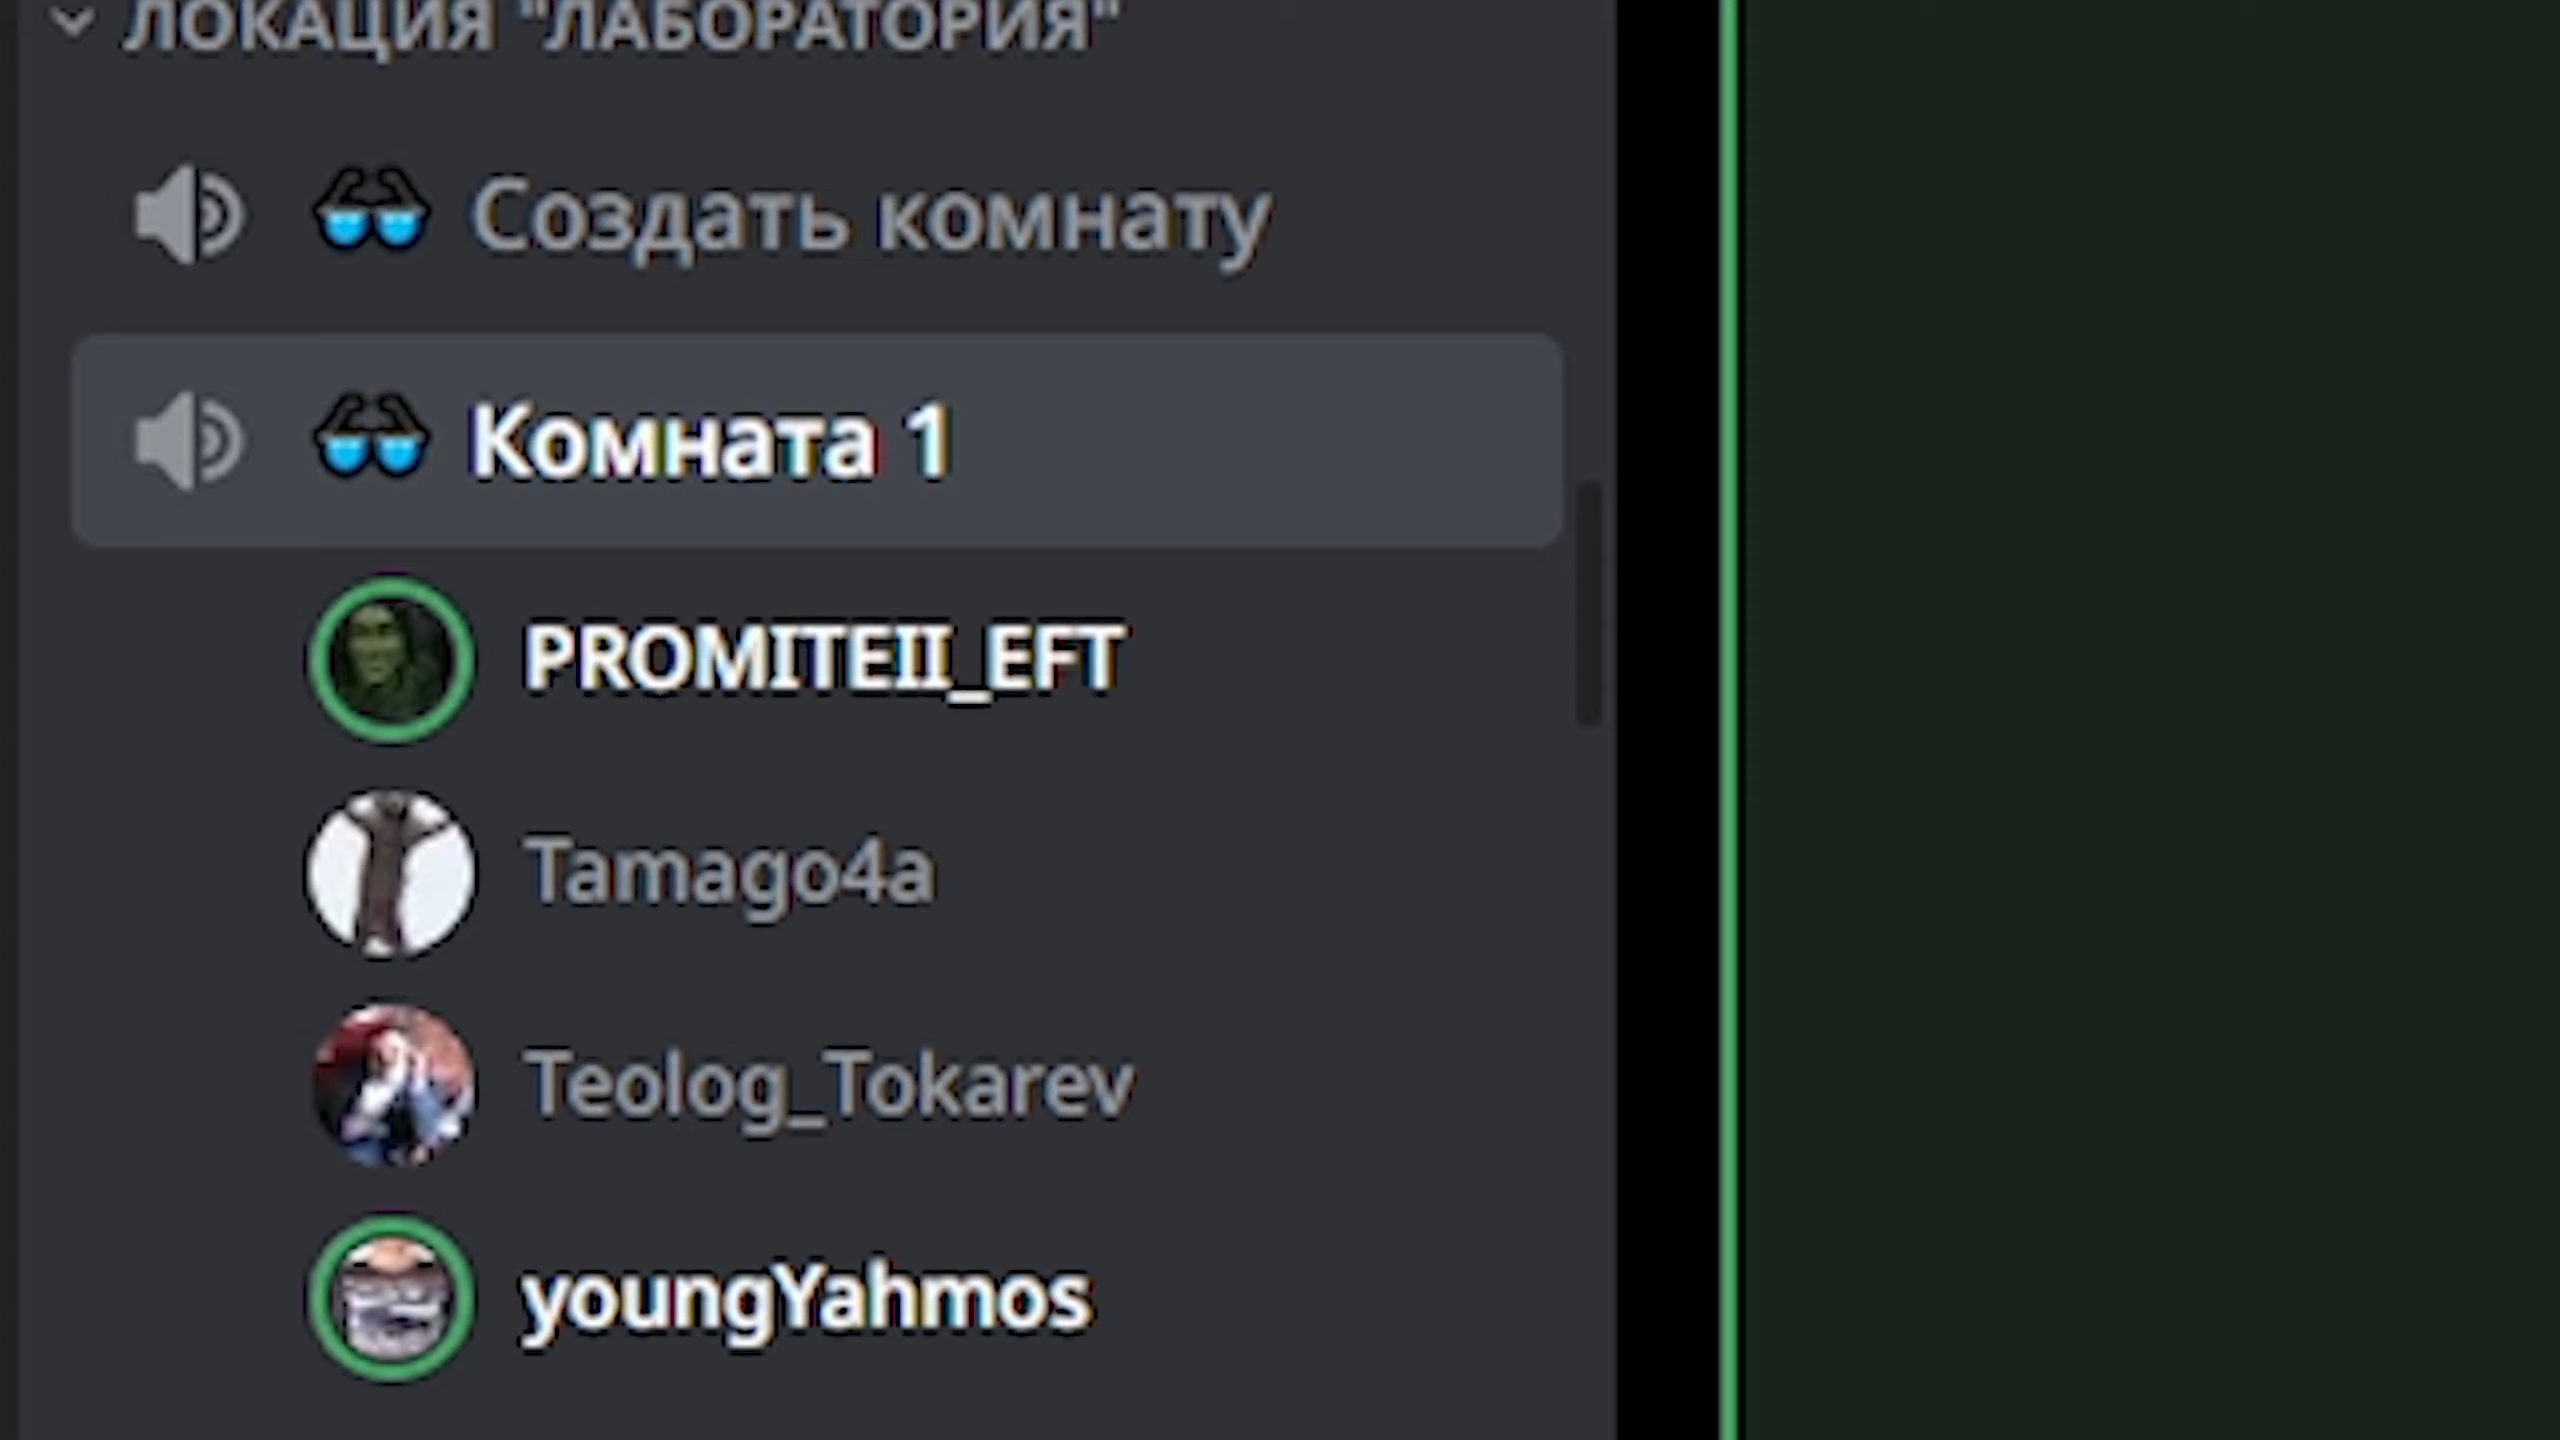 ЛОКАЦИЯ "ЛАБОРАТОРИЯ"
Создать комнату
Комната 1
PROMITEII_EFT
Tamago4a
Teolog_Tokarev
youngYahmos